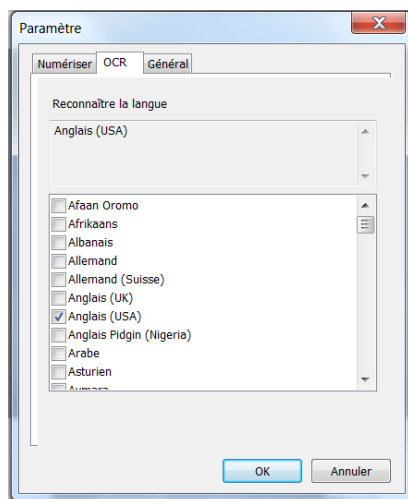 Paramètre
Numériser OCR Général
Reconnaître la langue
Anglais (USA)
Afaan Oromo
Afrikaans
Albanais
Allemand
Allemand (Suisse)
Anglais (UK)
Anglais (USA)
Anglais Pidgin (Nigeria)
Arabe
Asturien
Aymara
OK Annuler